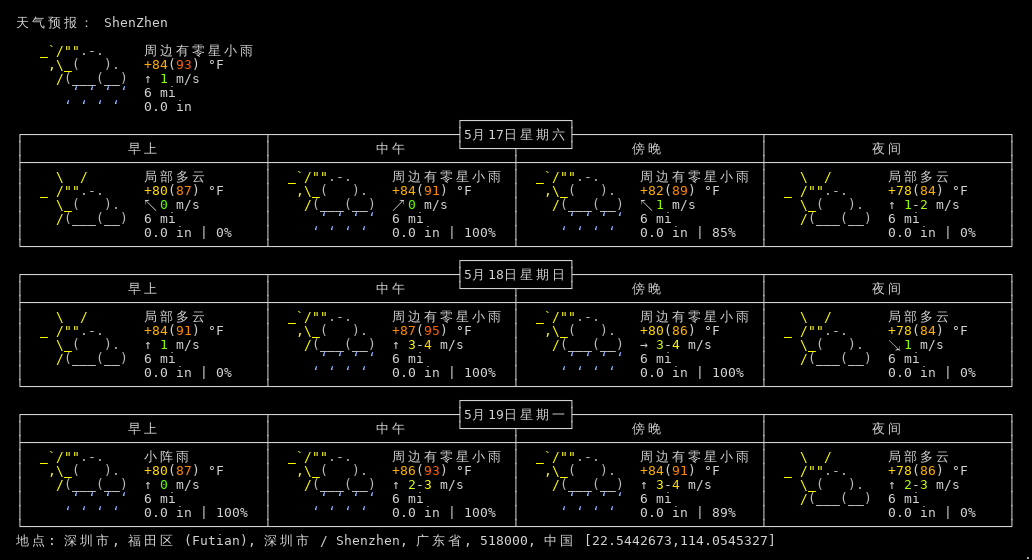 天气预报： ShenZhen
周边有零星小雨
+84(93) °F
↑ 1 m/s
6 mi
0.0 in
5月17日星期六
早上 中午 傍晚 夜间
局部多云 周边有零星小雨 周边有零星小雨 局部多云
+80(87) °F +84(91) °F +82(89) °F +78(84) °F
↖ 0 m/s ↗ 0 m/s ↖ 1 m/s ↑ 1-2 m/s
6 mi 6 mi 6 mi 6 mi
0.0 in | 0% 0.0 in | 100% 0.0 in | 85% 0.0 in | 0%
5月18日星期日
早上 中午 傍晚 夜间
局部多云 周边有零星小雨 周边有零星小雨 局部多云
+84(91) °F +87(95) °F +80(86) °F +78(84) °F
↑ 1 m/s ↑ 3-4 m/s → 3-4 m/s ↘ 1 m/s
6 mi 6 mi 6 mi 6 mi
0.0 in | 0% 0.0 in | 100% 0.0 in | 100% 0.0 in | 0%
5月19日星期一
早上 中午 傍晚 夜间
小阵雨 周边有零星小雨 周边有零星小雨 局部多云
+80(87) °F +86(93) °F +84(91) °F +78(86) °F
↑ 0 m/s ↑ 2-3 m/s ↑ 3-4 m/s ↑ 2-3 m/s
6 mi 6 mi 6 mi 6 mi
0.0 in | 100% 0.0 in | 100% 0.0 in | 89% 0.0 in | 0%
地点: 深圳市, 福田区 (Futian), 深圳市 / Shenzhen, 广东省, 518000, 中国 [22.5442673,114.0545327]